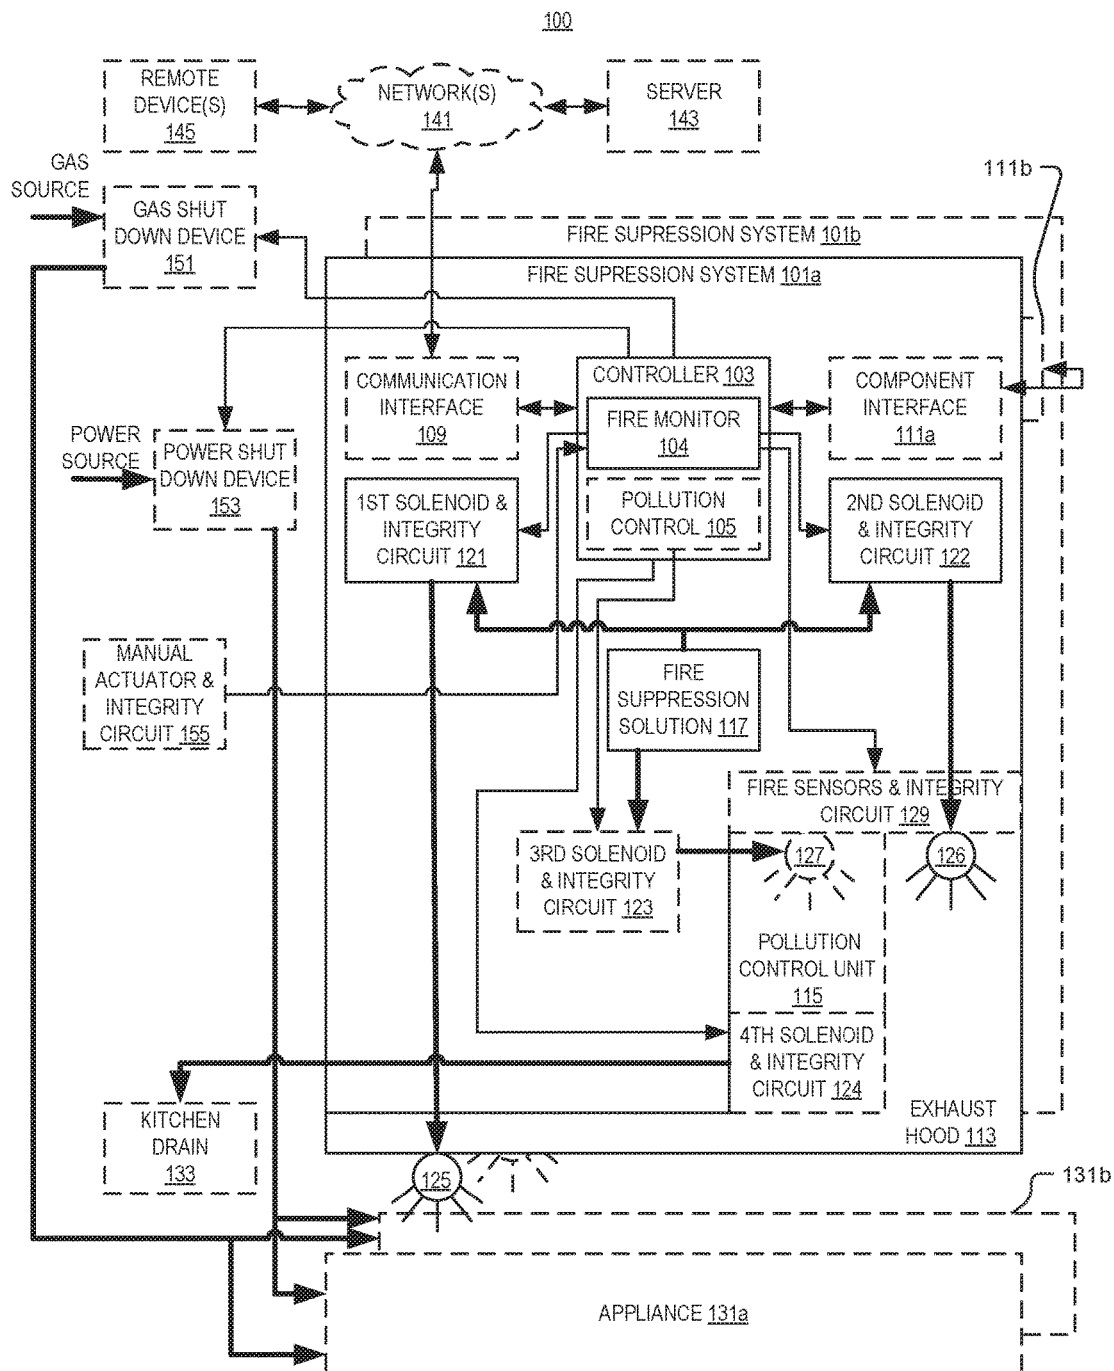 100
REMOTE
DEVICE(S)
145
NETWORK(S)
141
SERVER
143
GAS
SOURCE
GAS SHUT
DOWN DEVICE
151
111b
FIRE SUPRESSION SYSTEM 101b
FIRE SUPRESSION SYSTEM 101a
COMMUNICATION
INTERFACE
109
CONTROLLER 103
FIRE MONITOR
104
COMPONENT
INTERFACE
111a
POWER
SOURCE
POWER SHUT
DOWN DEVICE
153
1ST SOLENOID &
INTEGRITY
CIRCUIT 121
POLLUTION
CONTROL 105
2ND SOLENOID
& INTEGRITY
CIRCUIT 122
MANUAL
ACTUATOR &
INTEGRITY
CIRCUIT 155
FIRE
SUPPRESSION
SOLUTION 117
FIRE SENSORS & INTEGRITY
CIRCUIT 129
3RD SOLENOID
& INTEGRITY
CIRCUIT 123
127
126
POLLUTION
CONTROL UNIT
115
4TH SOLENOID
& INTEGRITY
CIRCUIT 124
KITCHEN
DRAIN
133
EXHAUST
HOOD 113
125
131b
APPLIANCE 131a